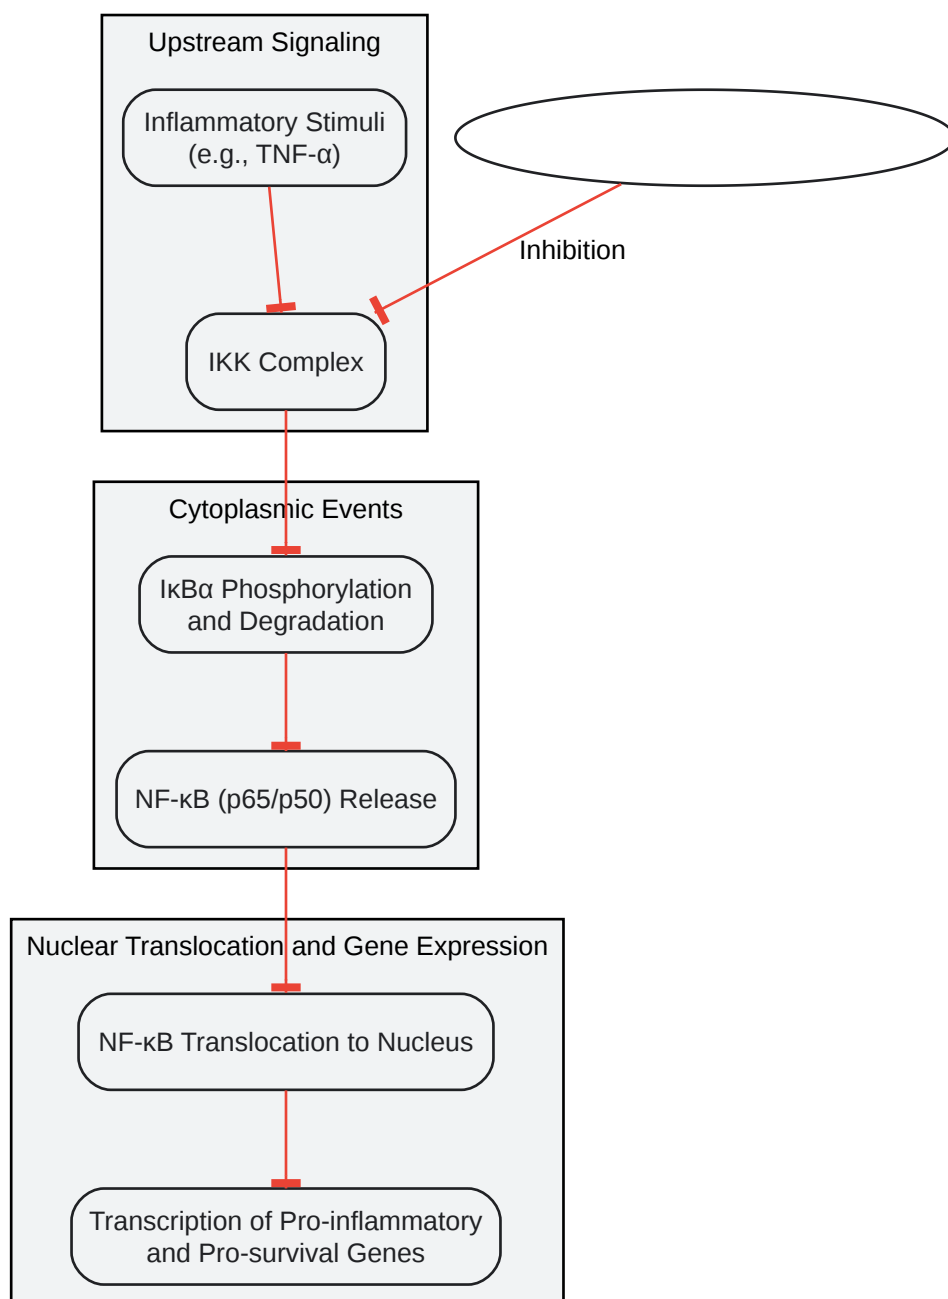 Upstream Signaling
Inflammatory Stimuli
(e.g., TNF-α)
Inhibition
IKK Complex
Cytoplasmic Events
IκBα Phosphorylation
and Degradation
NF-κB (p65/p50) Release
Nuclear Translocation and Gene Expression
NF-κB Translocation to Nucleus
Transcription of Pro-inflammatory
and Pro-survival Genes